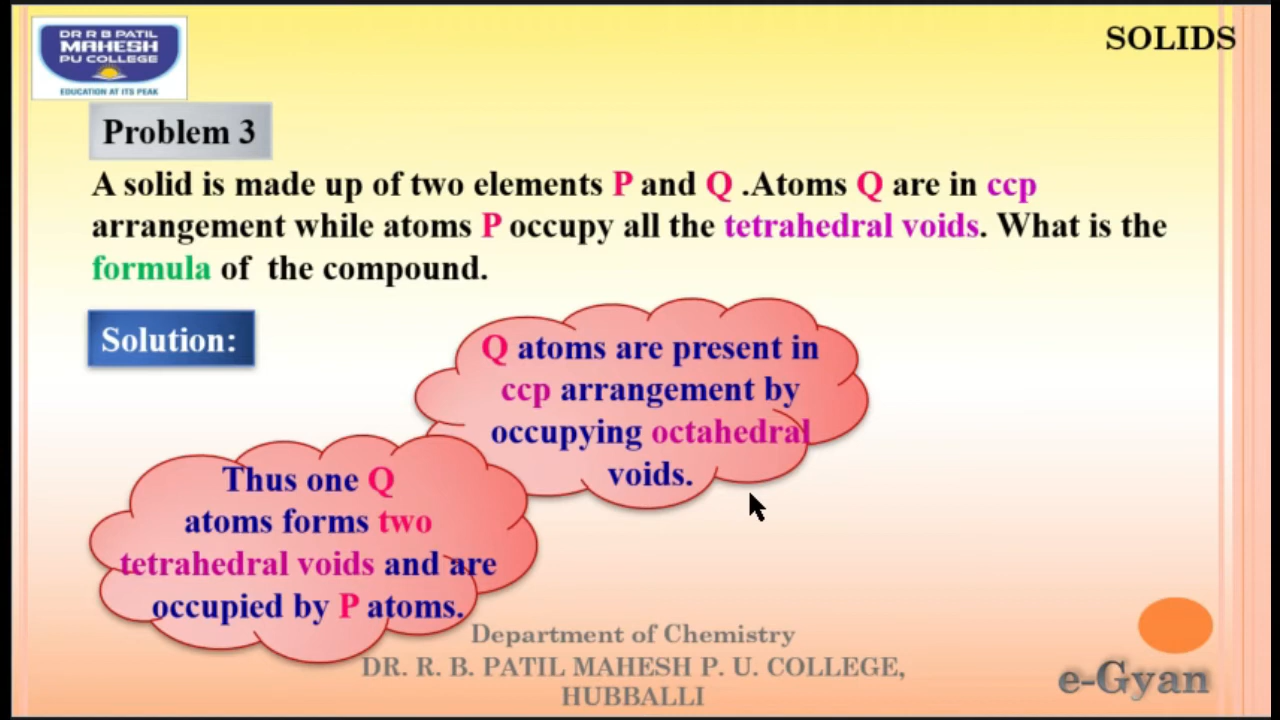 DR R B PATIL
MAHESH
PU COLLEGE
EDUCATION AT ITS PEAK
SOLIDS
Problem 3
A solid is made up of two elements P and Q .Atoms Q are in ccp
arrangement while atoms P occupy all the tetrahedral voids. What is the
formula of the compound.
Solution:
Q atoms are present in
ccp arrangement by
occupying octahedral
voids.
Thus one Q
atoms forms two
tetrahedral voids and are
occupied by P atoms.
Department of Chemistry
DR. R. B. PATIL MAHESH P. U. COLLEGE,
HUBBALLI
e-Gyan